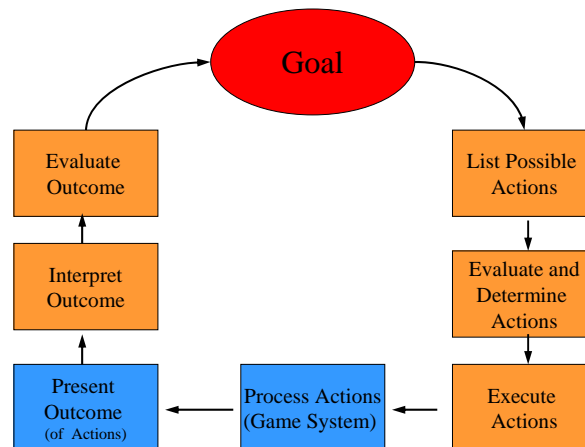 Goal
List Possible
Actions
Evaluate and
Determine
Actions
Execute
Actions
Process Actions
(Game System)
Present
Outcome
(of Actions)
Interpret
Outcome
Evaluate
Outcome